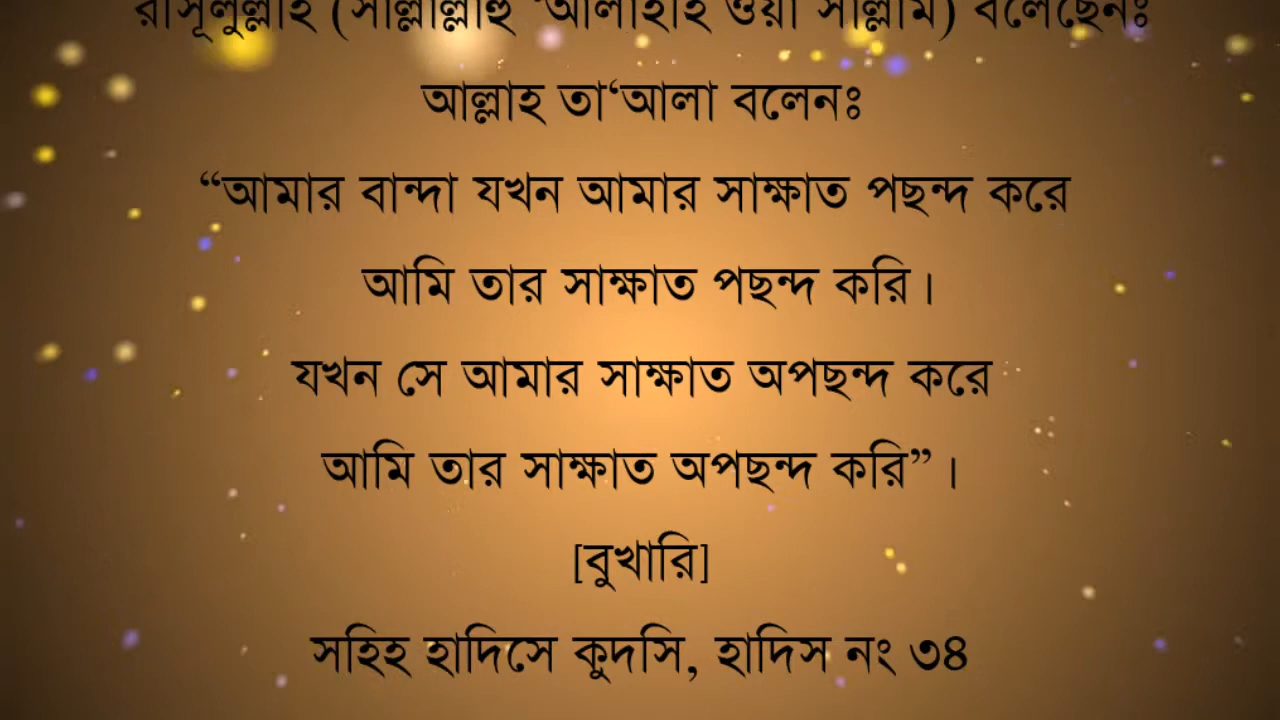 রাসূলুল্লাহ (সাল্লাল্লাহু ‘আলাইহি ওয়া সাল্লাম) বলেছেনঃ
আল্লাহ তা‘আলা বলেনঃ
“আমার বান্দা যখন আমার সাক্ষাত পছন্দ করে
আমি তার সাক্ষাত পছন্দ করি।
যখন সে আমার সাক্ষাত অপছন্দ করে
আমি তার সাক্ষাত অপছন্দ করি”।
[বুখারি]
সহিহ হাদিসে কুদসি, হাদিস নং ৩৪